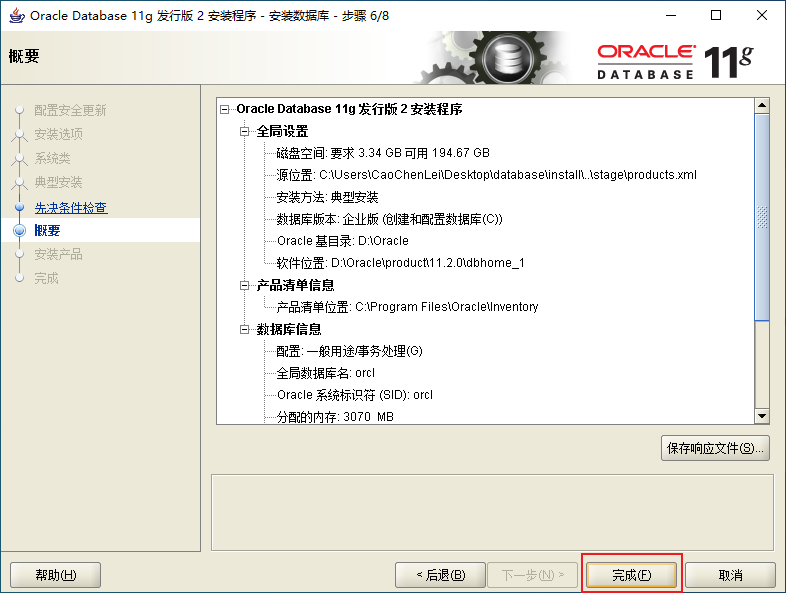 Oracle Database 11g 发行版 2 安装程序 - 安装数据库 - 步骤 6/8
概要
ORACLE
DATABASE 11g
配置安全更新
安装选项
系统类
典型安装
先决条件检查
概要
安装产品
完成
Oracle Database 11g 发行版 2 安装程序
全局设置
磁盘空间: 要求 3.34 GB 可用 194.67 GB
源位置: C:\Users\CaoChenLei\Desktop\database\install\..\stage\products.xml
安装方法: 典型安装
数据库版本: 企业版 (创建和配置数据库(C))
Oracle 基目录: D:\Oracle
软件位置: D:\Oracle\product\11.2.0\dbhome_1
产品清单信息
产品清单位置: C:\Program Files\Oracle\Inventory
数据库信息
配置: 一般用途/事务处理(G)
全局数据库名: orcl
Oracle 系统标识符 (SID): orcl
分配的内存: 3070 MB
保存响应文件(S)...
帮助(H)
< 后退(B)
下一步(N) >
完成(F)
取消